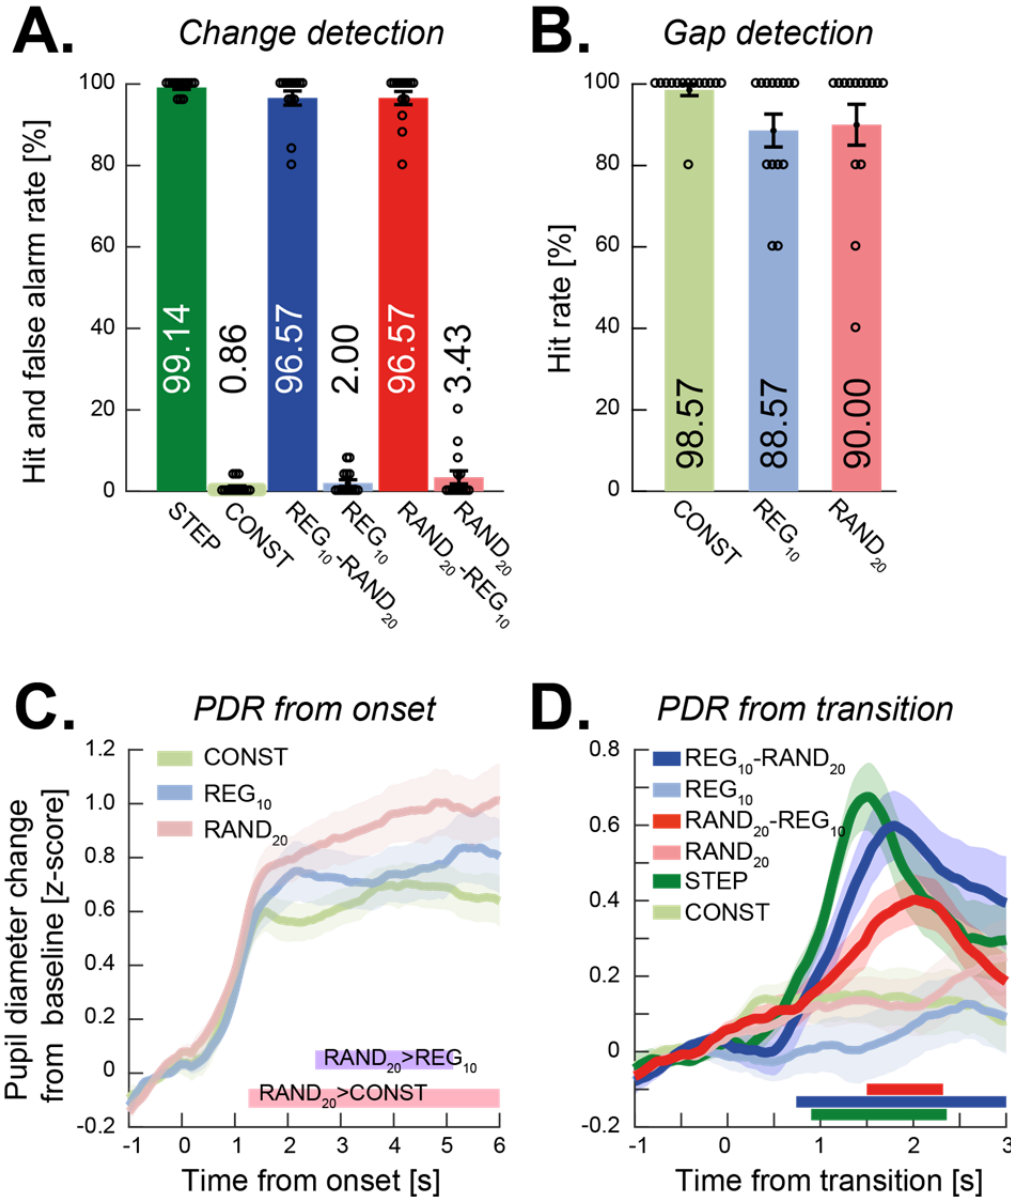 A. Change detection
Hit and false alarm rate [%]
100
80
60
40
20
0
99.14
0.86
96.57
2.00
96.57
3.43
STEP
CONST
REG10-RAND20
REG10
RAND20-REG10
RAND20
B. Gap detection
Hit rate [%]
100
80
60
40
20
0
98.57
88.57
90.00
CONST
REG10
RAND20
C. PDR from onset
Pupil diameter change
from baseline [z-score]
1.2
1.0
0.8
0.6
0.4
0.2
0
-0.2
CONST
REG10
RAND20
RAND20>REG10
RAND20>CONST
-1 0 1 2 3 4 5 6
Time from onset [s]
D. PDR from transition
0.8
0.6
0.4
0.2
0
-0.2
REG10-RAND20
REG10
RAND20-REG10
RAND20
STEP
CONST
-1 0 1 2 3
Time from transition [s]